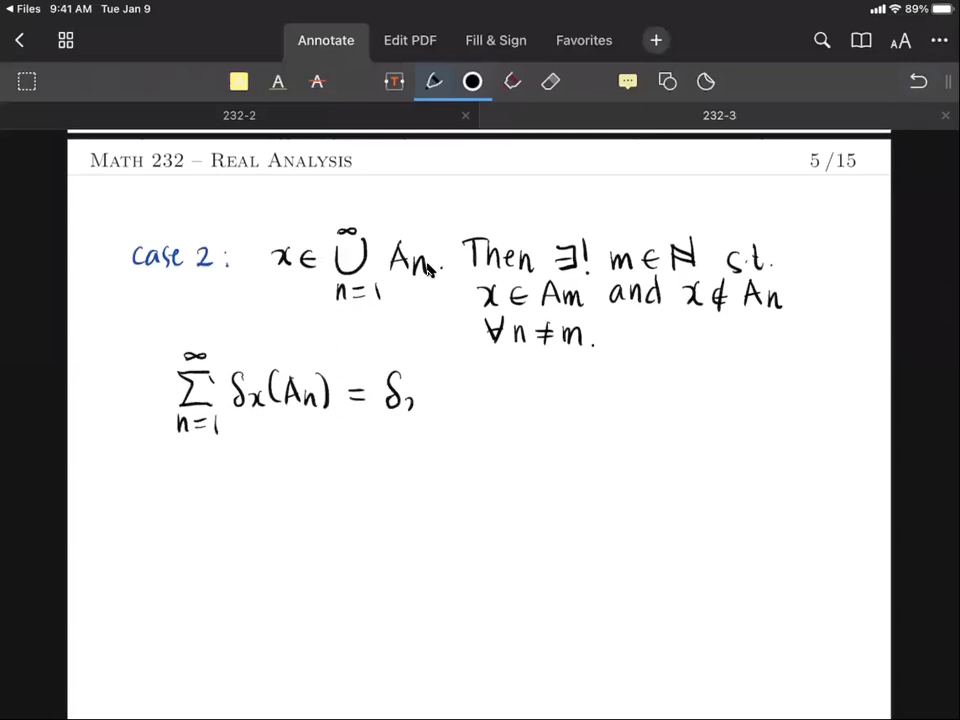 Files 9:41 AM Tue Jan 9 89%
Annotate Edit PDF Fill & Sign Favorites
232-2 232-3
MATH 232 – REAL ANALYSIS 5/15
case 2: x ∈ ∞ ⋃ n=1 An. Then ∃! m ∈ ℕ s.t.
x ∈ Am and x ∉ An
∀n ≠ m.
∞ ∑ n=1 δx(An) = δ